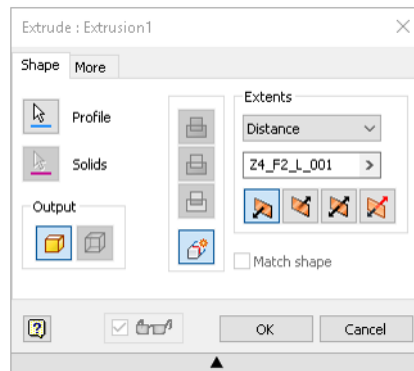 Extrude : Extrusion1
Shape
More
Profile
Solids
Output
Extents
Distance
Z4_F2_L_001
Match shape
OK
Cancel